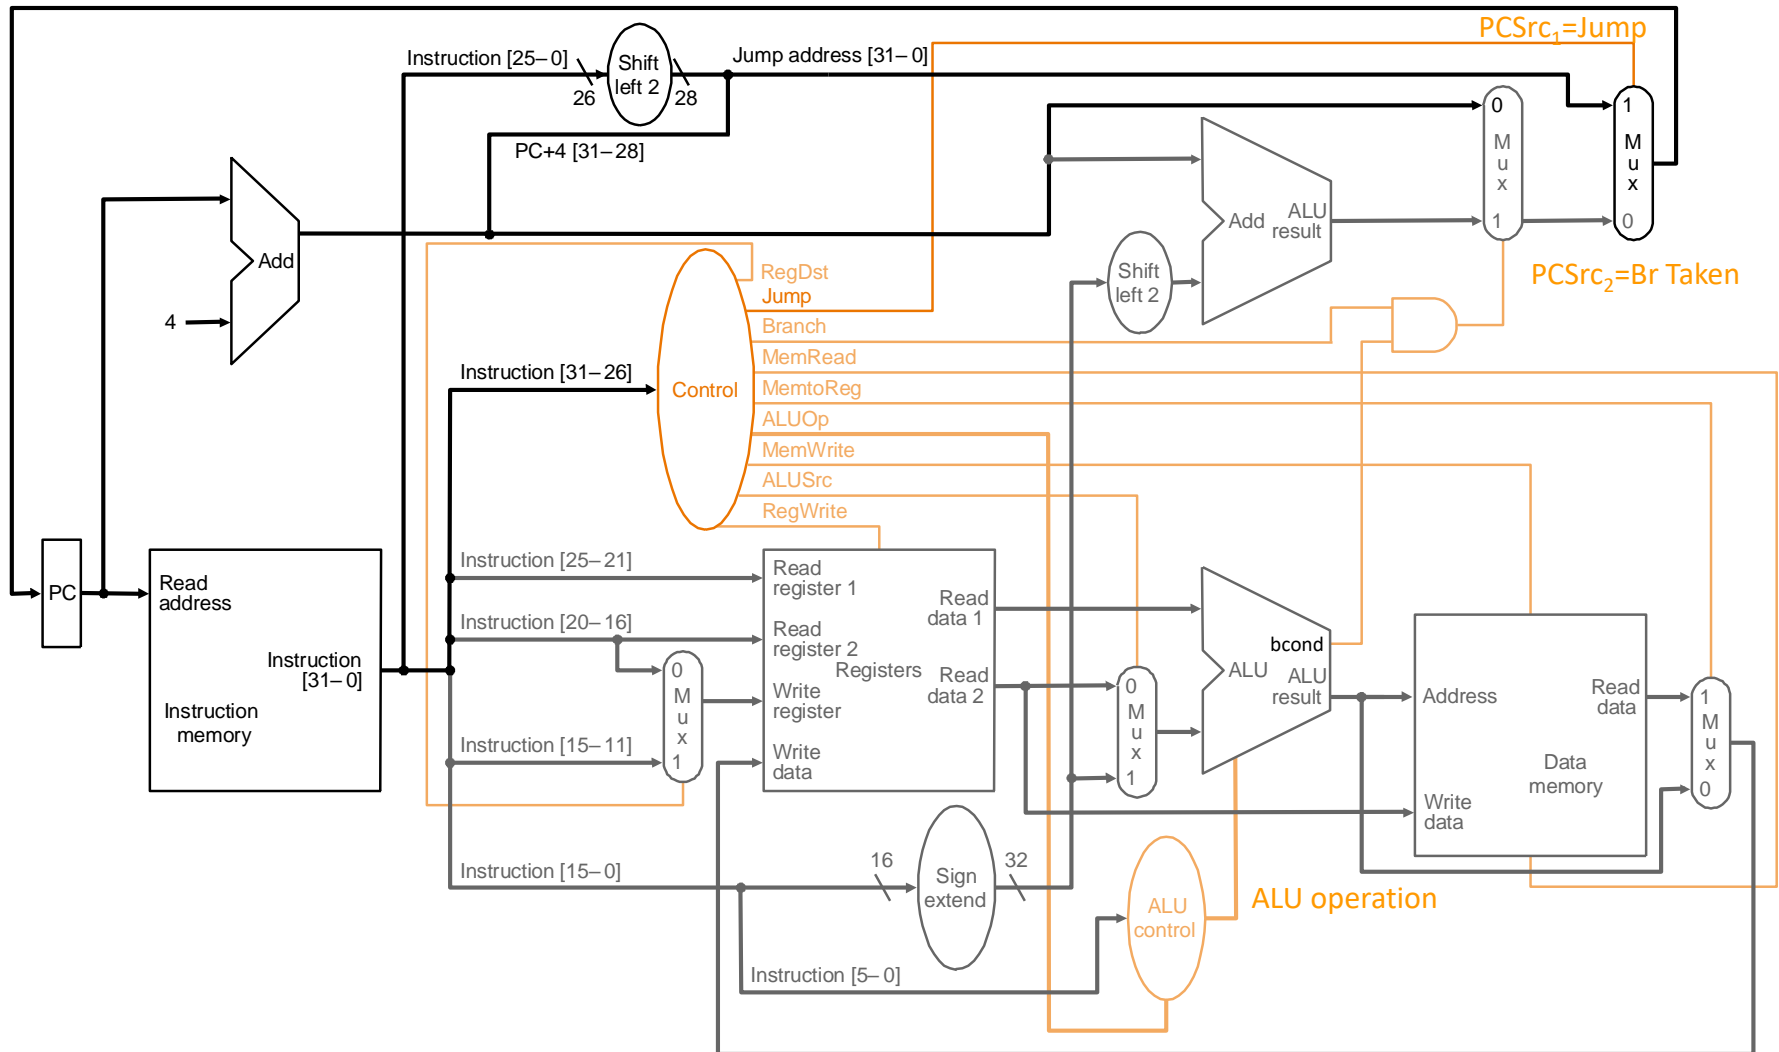 PCSrc1=Jump
Instruction [25–0]
Shift
left 2
26
28
Jump address [31–0]
PC+4 [31–28]
0
M
u
x
1
1
M
u
x
0
Add
4
Add
ALU
result
Shift
left 2
PCSrc2=Br Taken
RegDst
Jump
Branch
MemRead
MemtoReg
ALUOp
MemWrite
ALUSrc
RegWrite
Control
Instruction [31–26]
PC
Read
address
Instruction
[31–0]
Instruction
memory
Instruction [25–21]
Instruction [20–16]
Instruction [15–11]
Instruction [15–0]
Instruction [5–0]
0
M
u
x
1
Read
register 1
Read
register 2
Registers
Write
register
Write
data
Read
data 1
Read
data 2
0
M
u
x
1
bcond
ALU
ALU
result
Address
Read
data
Data
memory
Write
data
1
M
u
x
0
16
Sign
extend
32
ALU
control
ALU operation